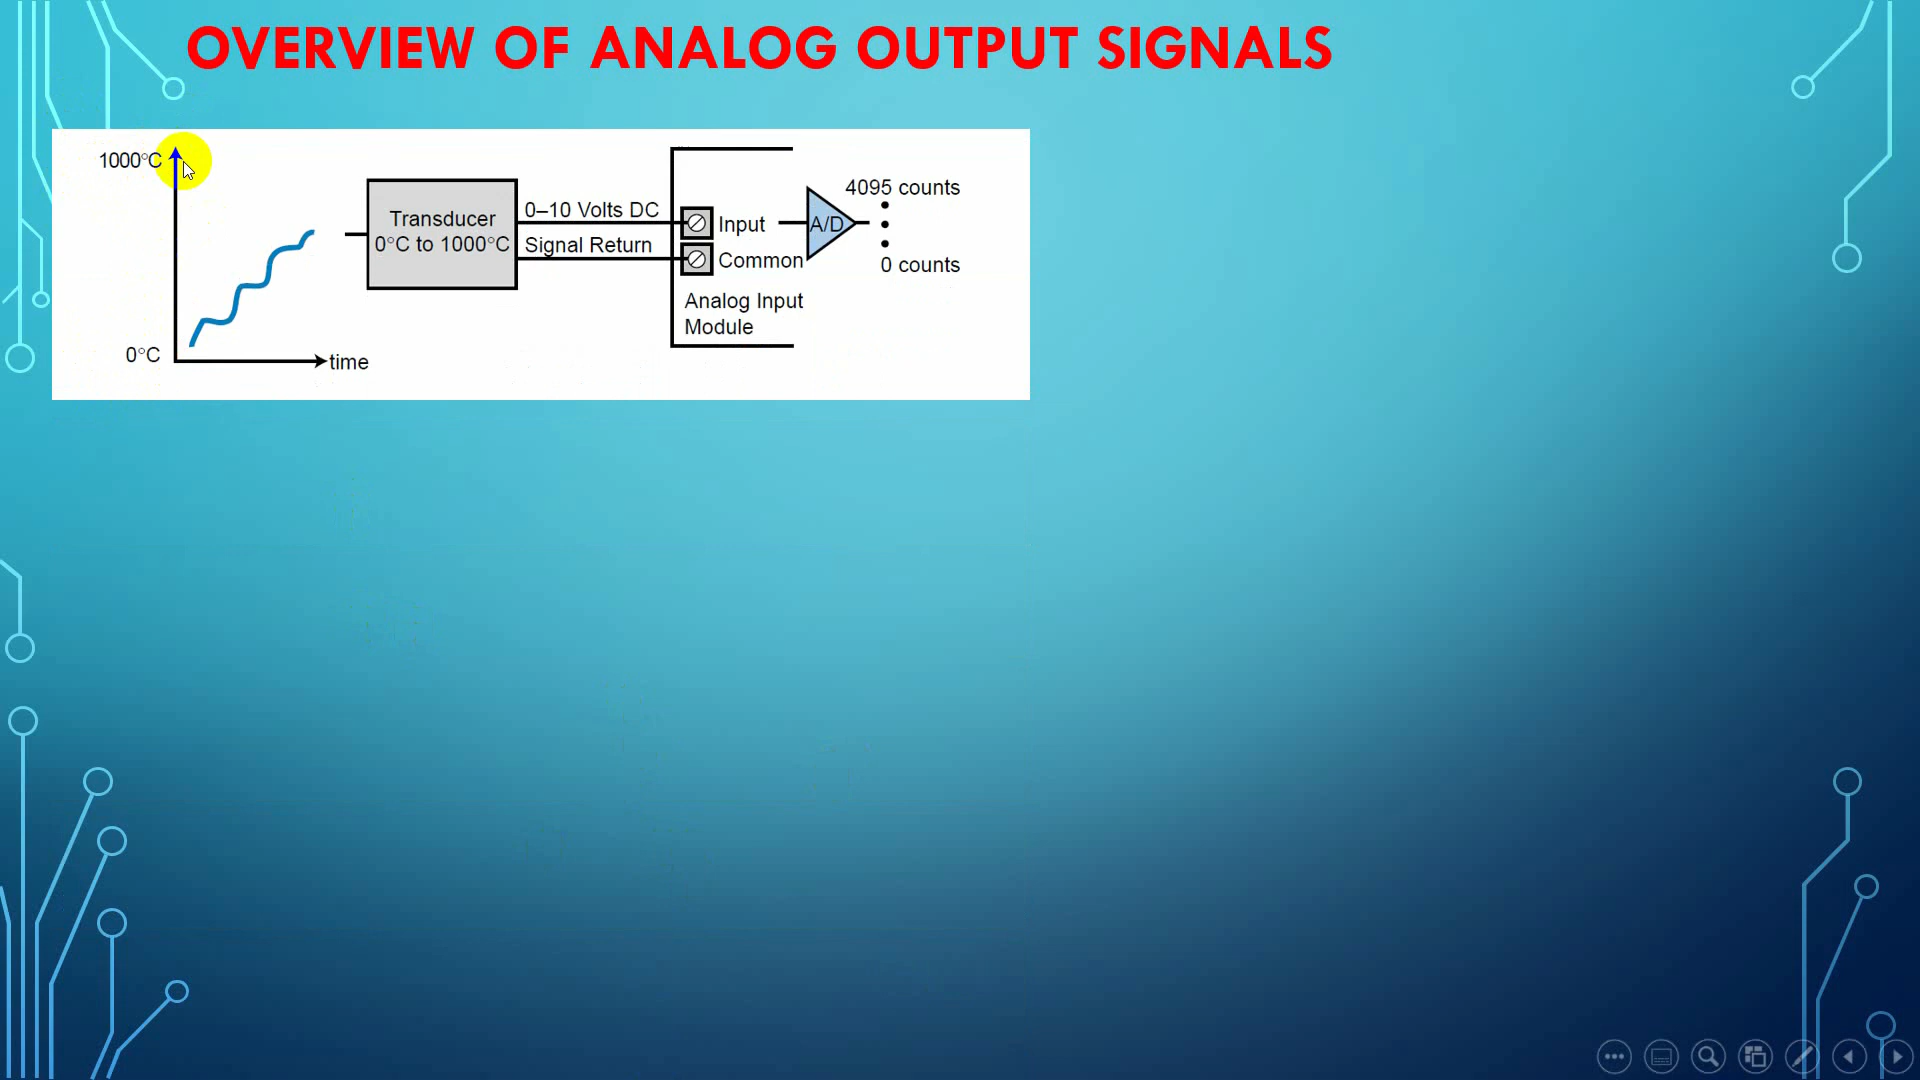 OVERVIEW OF ANALOG OUTPUT SIGNALS
1000°C
0°C
time
Transducer
0°C to 1000°C
0–10 Volts DC
Signal Return
Input
Common
Analog Input
Module
A/D
4095 counts
0 counts